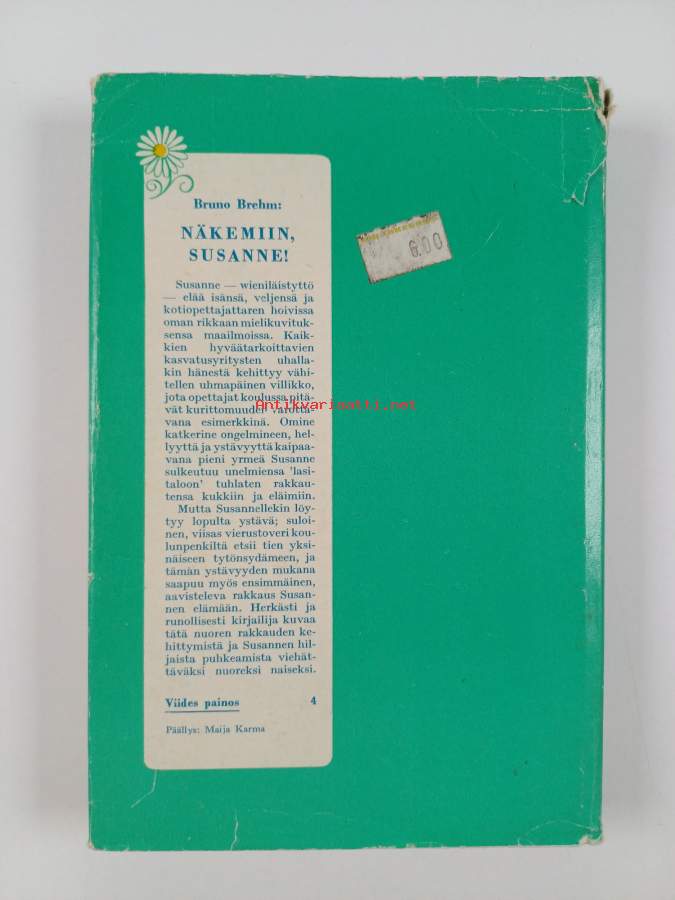 Bruno Brehm:
NÄKEMIIN,
SUSANNE!
6.00
Susanne — wieniläistyttö
— elää isänsä, veljensä ja
kotiopettajattaren hoivissa
oman rikkaan mielikuvituk-
sensa maailmoissa. Kaik-
kien hyväätarkoittavien
kasvatusyritysten uhalla-
kin hänestä kehittyy vähi-
tellen uhmapäinen villikko,
jota opettajat koulussa pitä-
Antikvarisaatti.net
vät kurittomuuden varotta-
vana esimerkkinä. Omine
katkerine ongelmineen, hel-
lyyttä ja ystävyyttä kaipaa-
vana pieni yrmeä Susanne
sulkeutuu unelmiensa 'lasi-
taloon' tuhlaten rakkau-
tensa kukkiin ja eläimiin.
Mutta Susannellekin löy-
tyy lopulta ystävä; suloi-
nen, viisas vierustoveri kou-
lunpenkiltä etsii tien yksi-
näiseen tytönsydämeen, ja
tämän ystävyyden mukana
saapuu myös ensimmäinen,
aavisteleva rakkaus Susan-
nen elämään. Herkästi ja
runollisesti kirjailija kuvaa
tätä nuoren rakkauden ke-
hittymistä ja Susannen hil-
jaista puhkeamista viehät-
täväksi nuoreksi naiseksi.
Viides painos 4
Päällys: Maija Karma